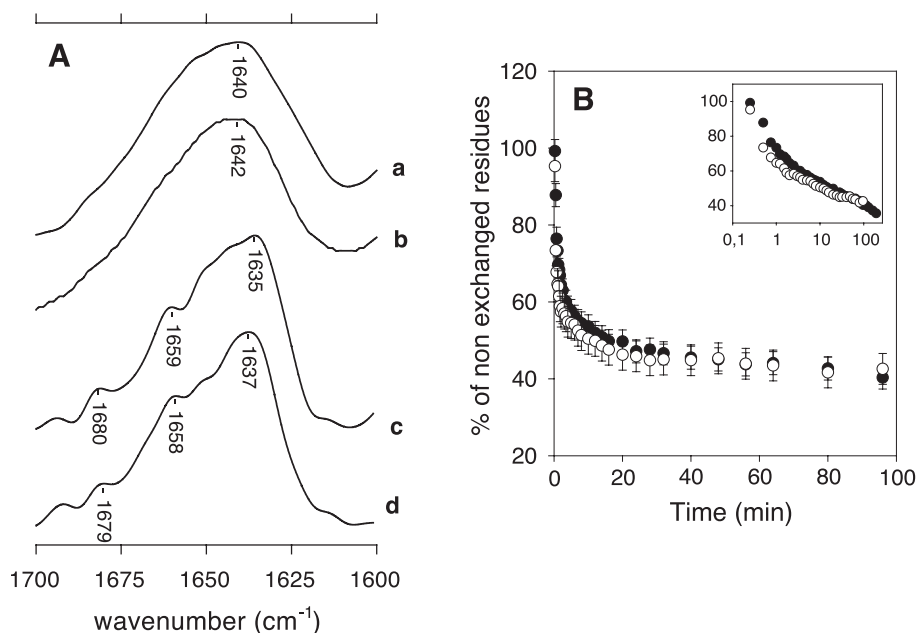 A
1640
a
1642
b
1635
1659
1680
c
1637
1658
1679
d
1700 1675 1650 1625 1600
wavenumber (cm-1)
B
% of non exchanged residues
120
100
80
60
40
20
0 20 40 60 80 100
Time (min)
100
80
60
40
0,1 1 10 100